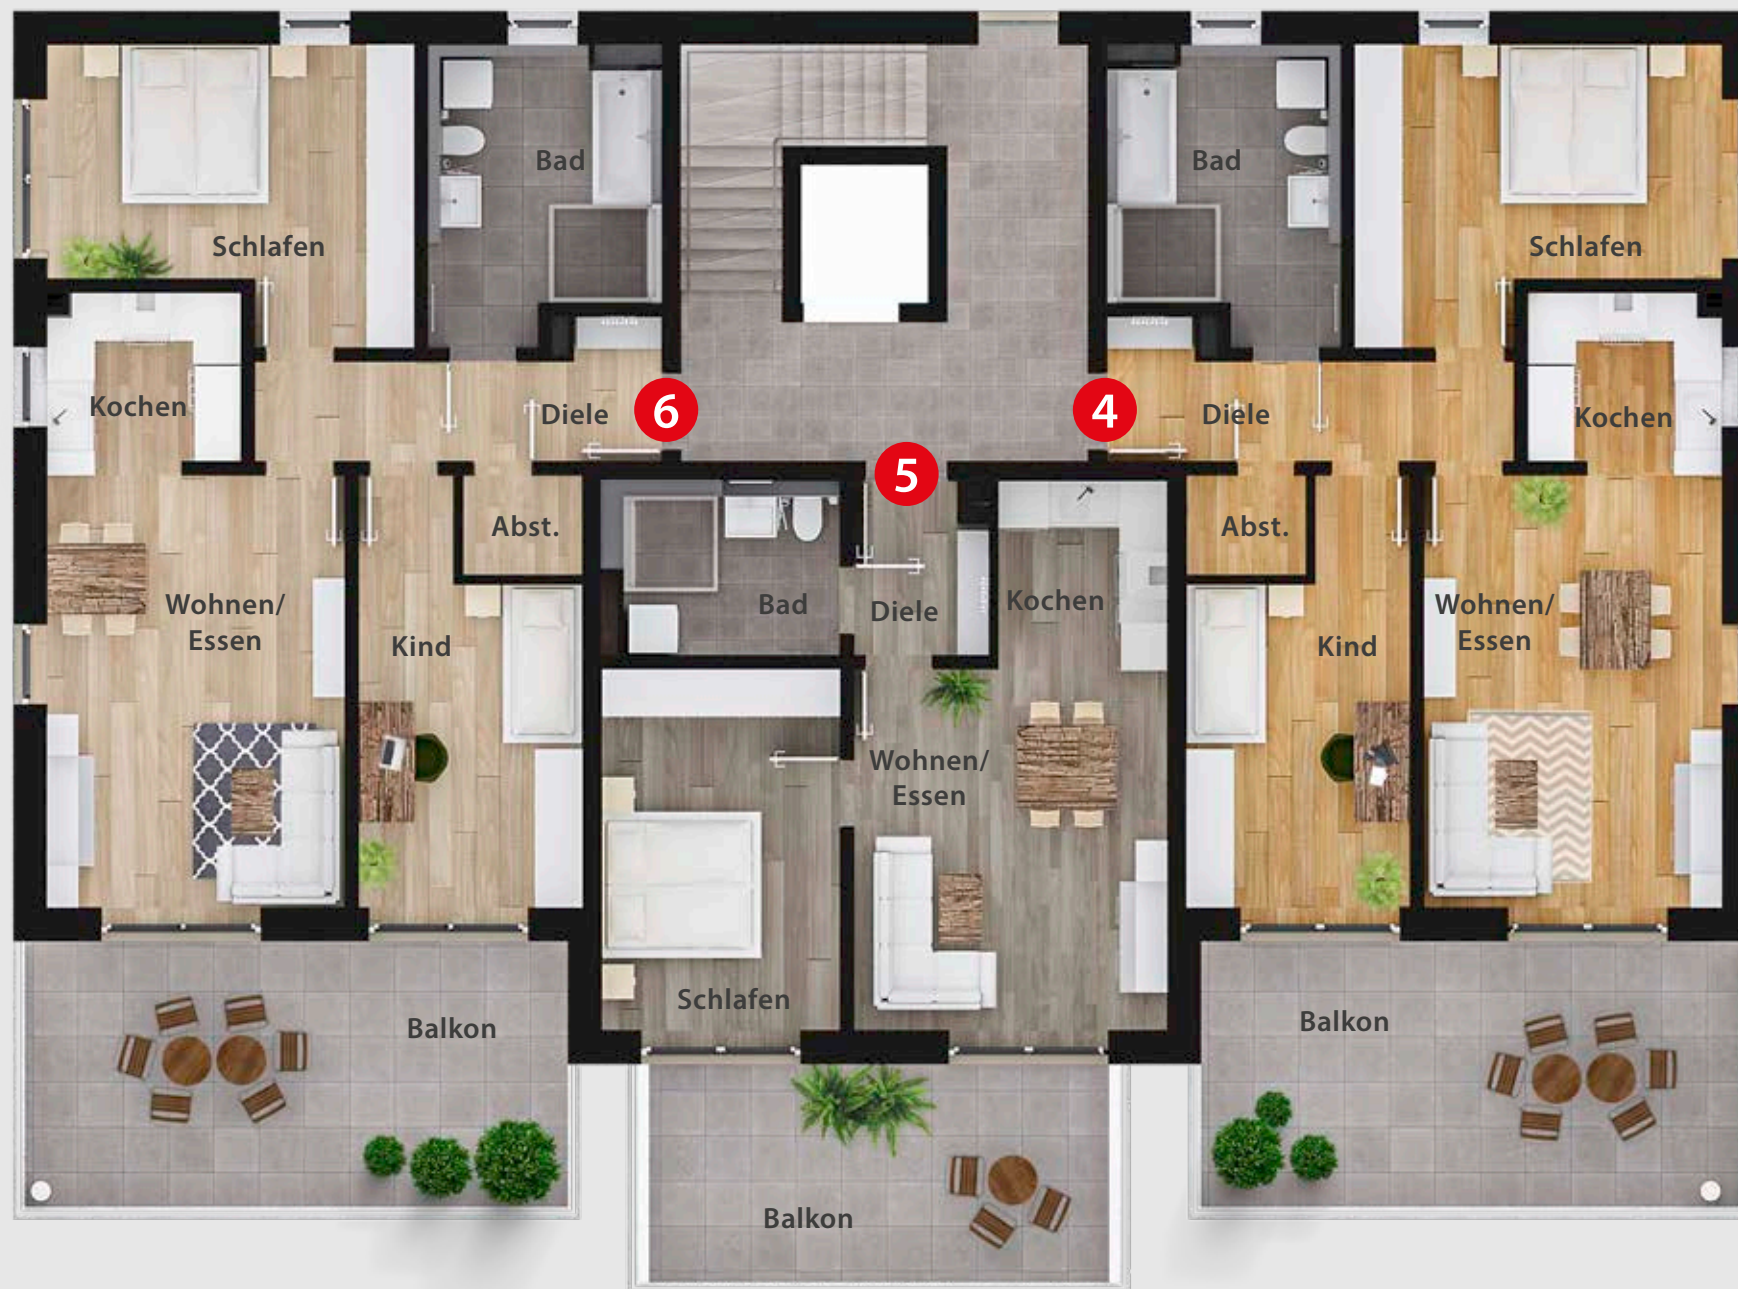 Bad
Bad
Schlafen
Schlafen
Kochen
Diele
6
4
Diele
Kochen
5
Abst.
Abst.
Wohnen/
Essen
Kind
Bad
Diele
Kochen
Kind
Wohnen/
Essen
Wohnen/
Essen
Schlafen
Balkon
Balkon
Balkon